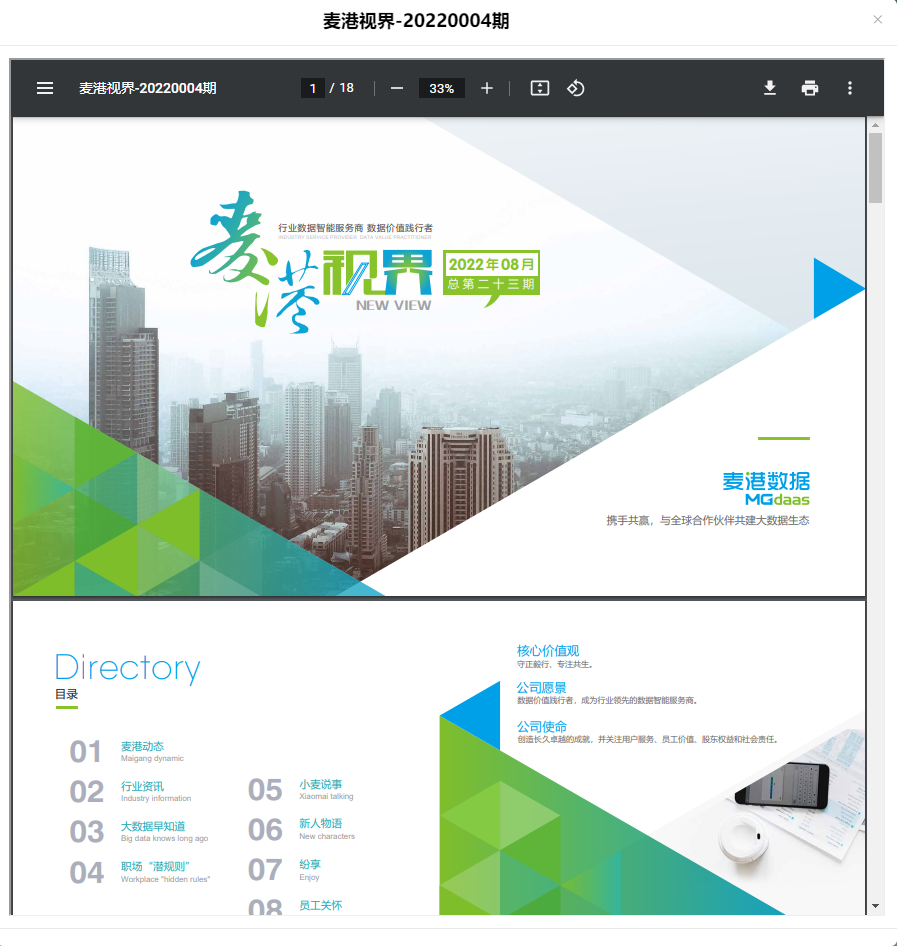 麦港视界-20220004期
麦港视界-20220004期
1 / 18
33%
麦港视界
行业数据智能服务商 数据价值践行者
INDUSTRY SERVICE PROVIDER DATA VALUE PRACTITIONER
NEW VIEW
2022年08月
总第二十三期
麦港数据
MGdaas
携手共赢，与全球合作伙伴共建大数据生态
Directory
目录
01 麦港动态
Maigang dynamic
02 行业资讯
Industry information
03 大数据早知道
Big data knows long ago
04 职场“潜规则”
Workplace "hidden rules"
05 小麦说事
Xiaomai talking
06 新人物语
New characters
07 纷享
Enjoy
08 员工关怀
核心价值观
守正毅行、专注共生。
公司愿景
数据价值践行者，成为行业领先的数据智能服务商。
公司使命
创造长久卓越的成就，并关注用户服务、员工价值、股东权益和社会责任。